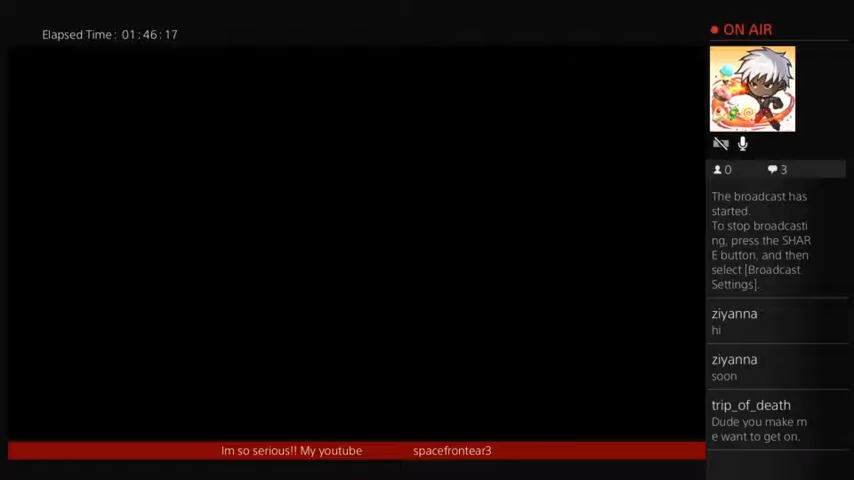 Elapsed Time: 01:46:17
ON AIR
0 3
The broadcast has
started.
To stop broadcasti
ng, press the SHAR
E button, and then
select [Broadcast
Settings].
ziyanna
hi
ziyanna
soon
trip_of_death
Dude you make m
e want to get on.
Im so serious!! My youtube spacefrontear3